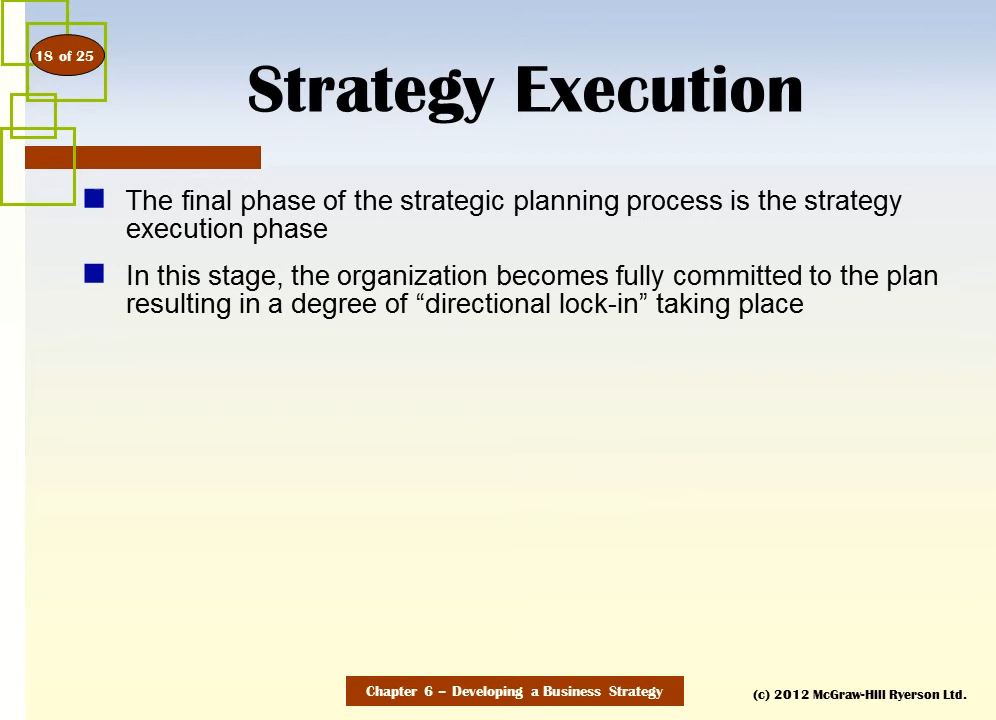 18 of 25
Strategy Execution
The final phase of the strategic planning process is the strategy
execution phase
In this stage, the organization becomes fully committed to the plan
resulting in a degree of “directional lock-in” taking place
Chapter 6 – Developing a Business Strategy
(c) 2012 McGraw-Hill Ryerson Ltd.